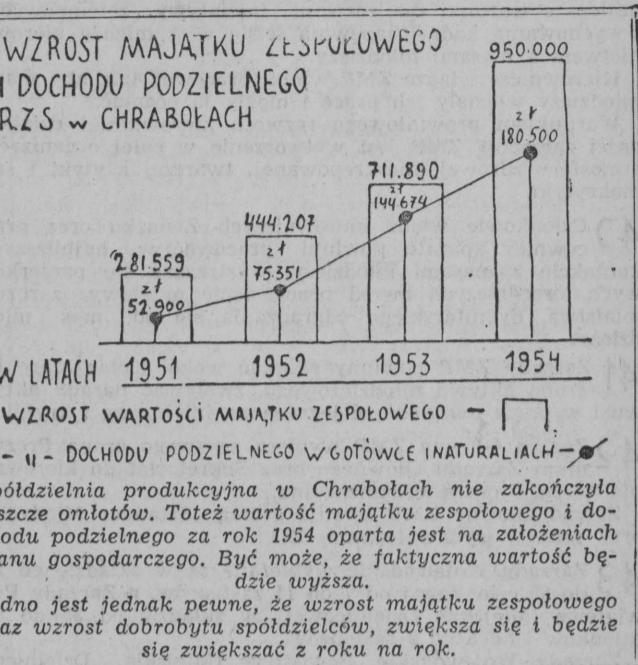 WZROST MAJĄTKU ZESPOŁOWEGO
I DOCHODU PODZIELNEGO
RZS w CHRABOŁACH
950.000
zł
180.500
711.890
zł
144.674
444.207
zł
75.351
281.559
zł
52.900
W LATACH 1951 1952 1953 1954
WZROST WARTOŚCI MAJĄTKU ZESPOŁOWEGO –
– " – DOCHODU PODZIELNEGO W GOTÓWCE I NATURALIACH –
półdzielnia produkcyjna w Chrabołach nie zakończyła
szcze omłotów. Toteż wartość majątku zespołowego i do-
odu podzielnego za rok 1954 oparta jest na założeniach
anu gospodarczego. Być może, że faktyczna wartość bę-
dzie wyższa.
dno jest jednak pewne, że wzrost majątku zespołowego
az wzrost dobrobytu spółdzielców, zwiększa się i będzie
się zwiększać z roku na rok.